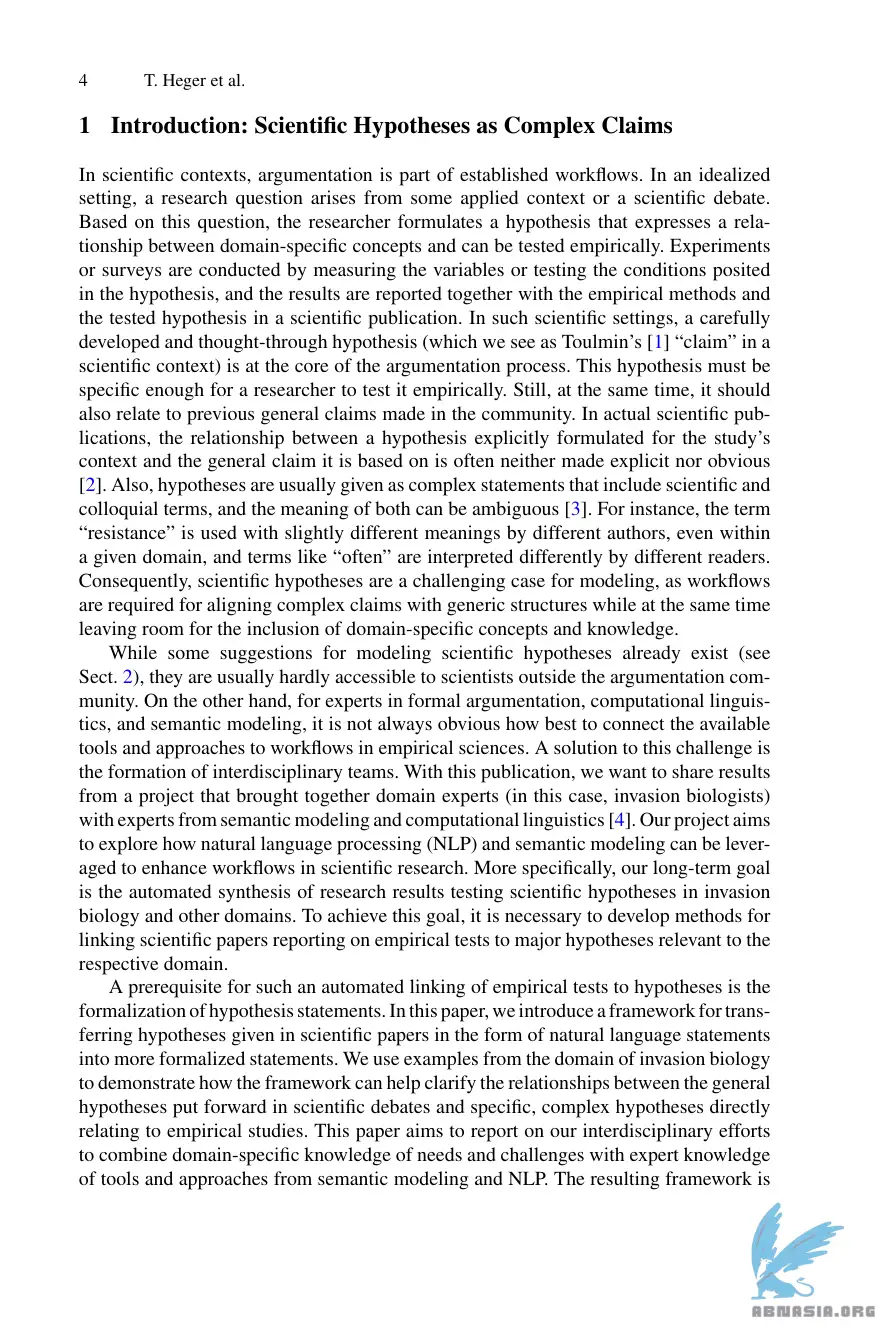 4 T. Heger et al.
1 Introduction: Scientific Hypotheses as Complex Claims
In scientific contexts, argumentation is part of established workflows. In an idealized
setting, a research question arises from some applied context or a scientific debate.
Based on this question, the researcher formulates a hypothesis that expresses a rela-
tionship between domain-specific concepts and can be tested empirically. Experiments
or surveys are conducted by measuring the variables or testing the conditions posited
in the hypothesis, and the results are reported together with the empirical methods and
the tested hypothesis in a scientific publication. In such scientific settings, a carefully
developed and thought-through hypothesis (which we see as Toulmin's [1] “claim” in a
scientific context) is at the core of the argumentation process. This hypothesis must be
specific enough for a researcher to test it empirically. Still, at the same time, it should
also relate to previous general claims made in the community. In actual scientific pub-
lications, the relationship between a hypothesis explicitly formulated for the study's
context and the general claim it is based on is often neither made explicit nor obvious
[2]. Also, hypotheses are usually given as complex statements that include scientific and
colloquial terms, and the meaning of both can be ambiguous [3]. For instance, the term
“resistance” is used with slightly different meanings by different authors, even within
a given domain, and terms like “often” are interpreted differently by different readers.
Consequently, scientific hypotheses are a challenging case for modeling, as workflows
are required for aligning complex claims with generic structures while at the same time
leaving room for the inclusion of domain-specific concepts and knowledge.
While some suggestions for modeling scientific hypotheses already exist (see
Sect. 2), they are usually hardly accessible to scientists outside the argumentation com-
munity. On the other hand, for experts in formal argumentation, computational linguis-
tics, and semantic modeling, it is not always obvious how best to connect the available
tools and approaches to workflows in empirical sciences. A solution to this challenge is
the formation of interdisciplinary teams. With this publication, we want to share results
from a project that brought together domain experts (in this case, invasion biologists)
with experts from semantic modeling and computational linguistics [4]. Our project aims
to explore how natural language processing (NLP) and semantic modeling can be lever-
aged to enhance workflows in scientific research. More specifically, our long-term goal
is the automated synthesis of research results testing scientific hypotheses in invasion
biology and other domains. To achieve this goal, it is necessary to develop methods for
linking scientific papers reporting on empirical tests to major hypotheses relevant to the
respective domain.
A prerequisite for such an automated linking of empirical tests to hypotheses is the
formalization of hypothesis statements. In this paper, we introduce a framework for trans-
ferring hypotheses given in scientific papers in the form of natural language statements
into more formalized statements. We use examples from the domain of invasion biology
to demonstrate how the framework can help clarify the relationships between the general
hypotheses put forward in scientific debates and specific, complex hypotheses directly
relating to empirical studies. This paper aims to report on our interdisciplinary efforts
to combine domain-specific knowledge of needs and challenges with expert knowledge
of tools and approaches from semantic modeling and NLP. The resulting framework is
ABNASIA.ORG